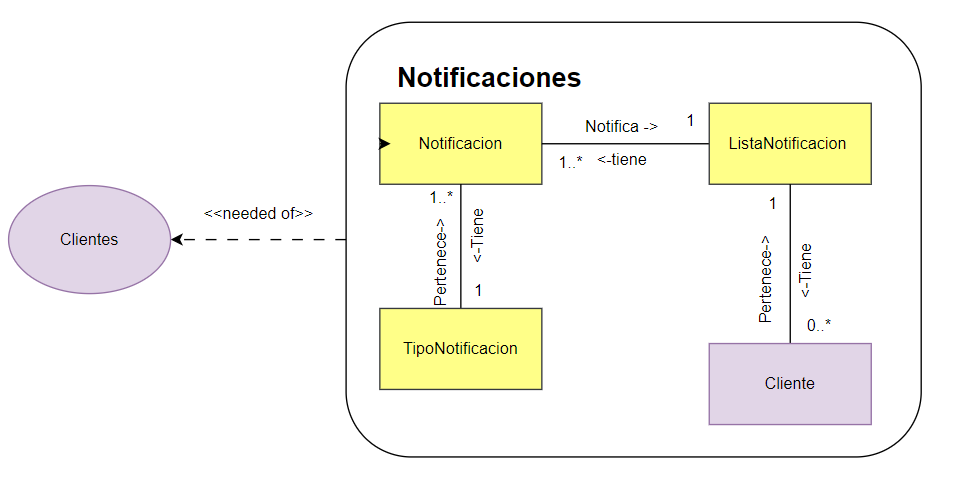 Notificaciones
Notificacion
Notifica ->
1
1..*
<-tiene
ListaNotificacion
<<needed of>>
Clientes
1..*
Pertenece->
<-Tiene
1
TipoNotificacion
1
Pertenece->
<-Tiene
0..*
Cliente